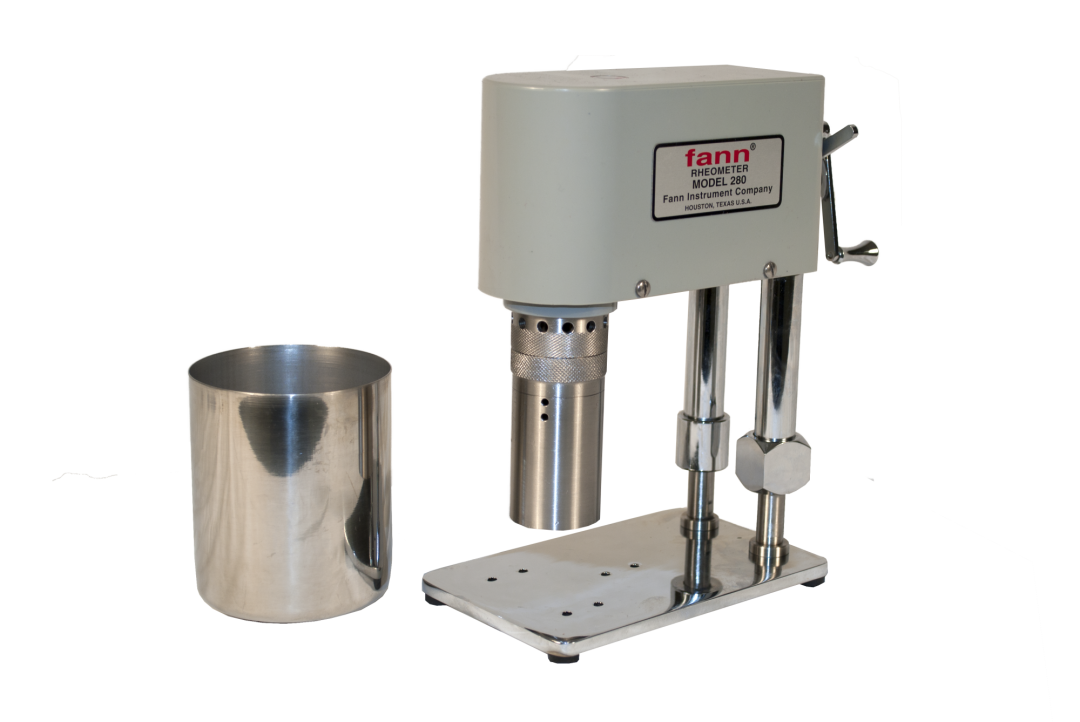 fann®
RHEOMETER
MODEL 280
Fann Instrument Company
HOUSTON, TEXAS U.S.A.